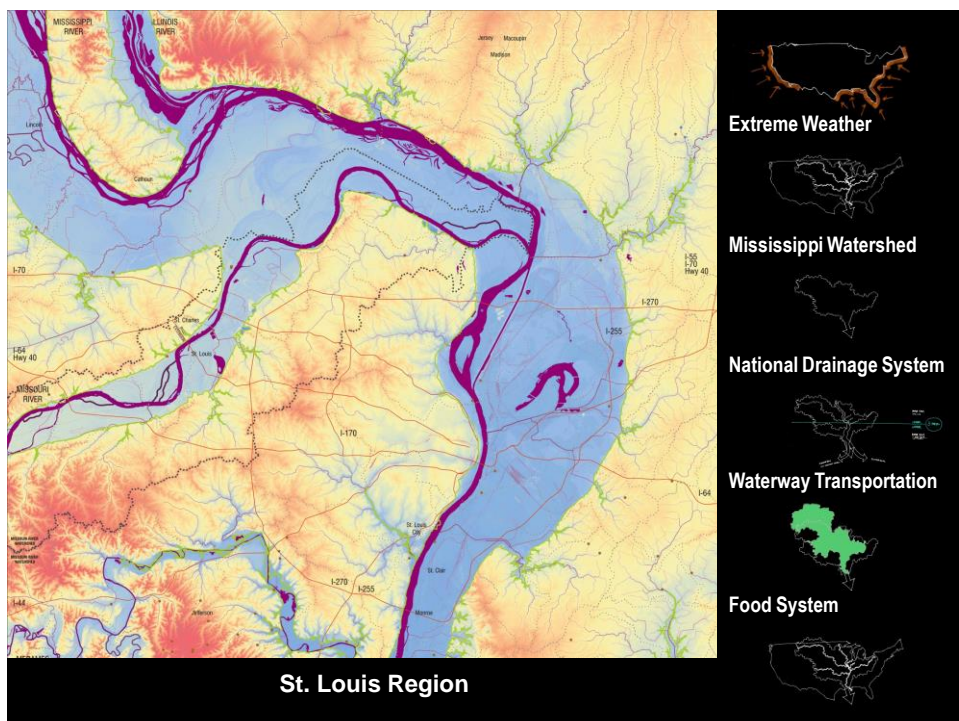 MISSISSIPPI
RIVER
ILLINOIS
RIVER
Jersey Macoupin
Madison
Lincoln
Calhoun
I-70
I-55
I-70
Hwy 40
I-270
I-255
St. Charles
St. Louis
I-64
Hwy 40
MISSOURI
RIVER
I-170
I-64
St. Louis
City
St. Clair
I-270
I-255
I-44
Jefferson
Monroe
St. Louis Region
Extreme Weather
Mississippi Watershed
National Drainage System
Waterway Transportation
Food System